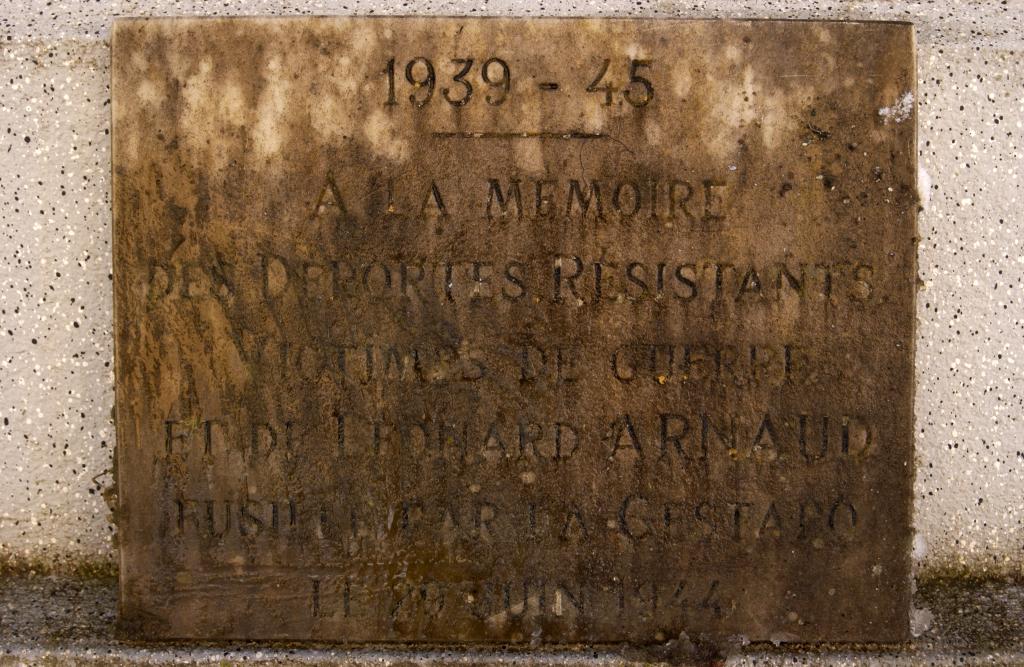 1939 - 45
A LA MEMOIRE
DES DEPORTES RESISTANTS
VICTIMES DE GUERRE
ET DE LEONARD ARNAUD
FUSILLE PAR LA GESTAPO
LE 29 JUIN 1944